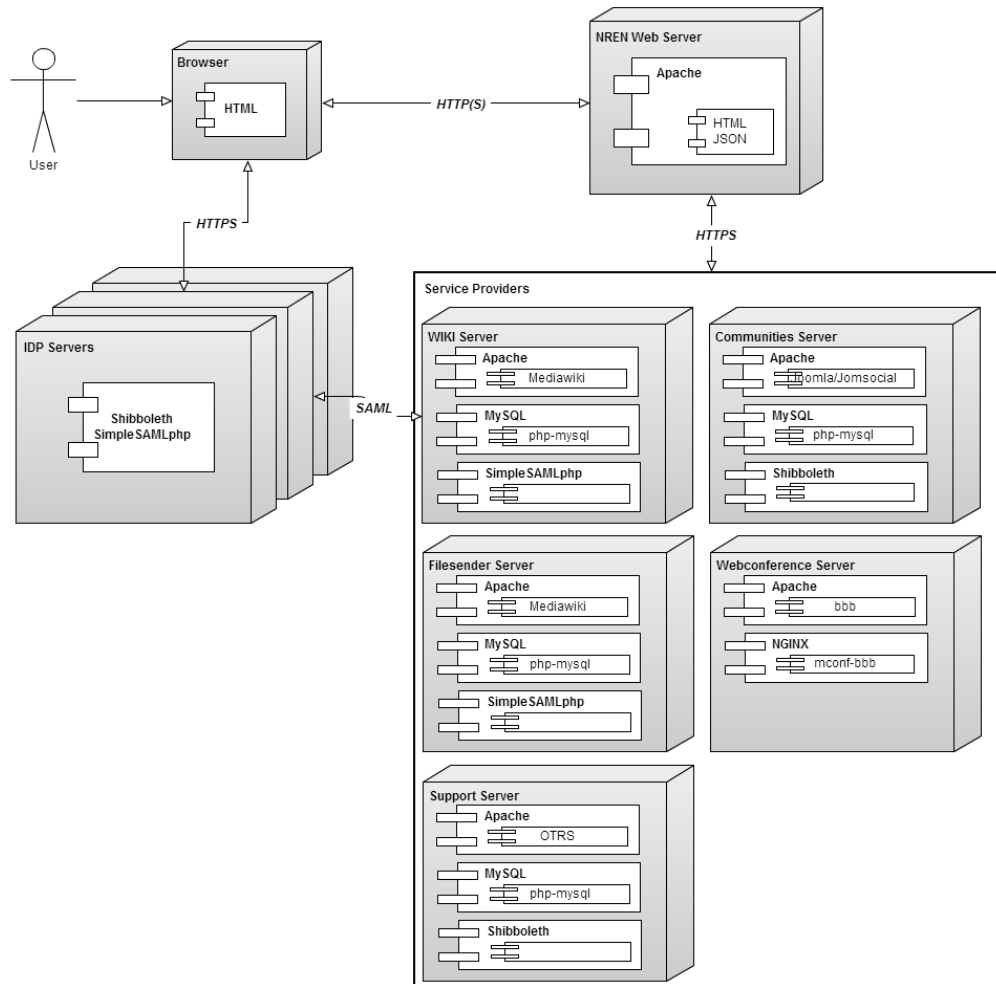 NREN Web Server
Browser
Apache
HTML
HTTP(S)
HTML
JSON
User
HTTPS
HTTPS
Service Providers
WIKI Server
Apache
Mediawiki
MySQL
php-mysql
SimpleSAMLphp
Communities Server
Apache
Joomla/Jomsocial
MySQL
php-mysql
Shibboleth
IDP Servers
Shibboleth
SimpleSAMLphp
SAML
Filesender Server
Apache
Mediawiki
MySQL
php-mysql
SimpleSAMLphp
Webconference Server
Apache
bbb
NGINX
mconf-bbb
Support Server
Apache
OTRS
MySQL
php-mysql
Shibboleth